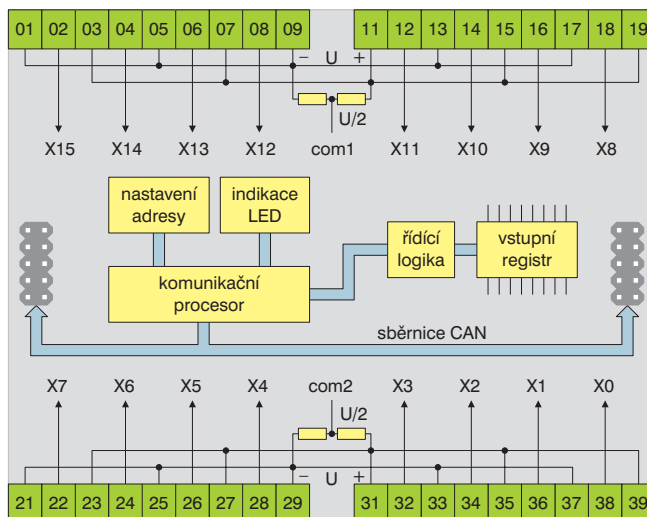 01 02 03 04 05 06 07 08 09 11 12 13 14 15 16 17 18 19
− U +
U/2
X15 X14 X13 X12 com1 X11 X10 X9 X8
nastavení
adresy
indikace
LED
řídící
logika
vstupní
registr
komunikační
procesor
sběrnice CAN
X7 X6 X5 X4 com2 X3 X2 X1 X0
U/2
− U +
21 22 23 24 25 26 27 28 29 31 32 33 34 35 36 37 38 39